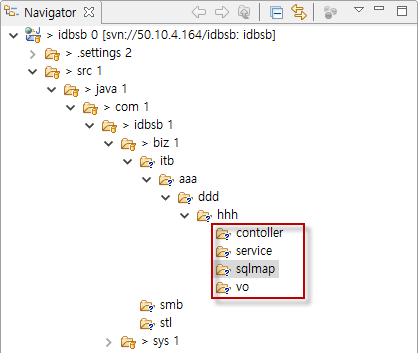 Navigator
> idbsb 0 [svn://50.10.4.164/idbsb: idbsb]
> .settings 2
> src 1
> java 1
> com 1
> idbsb 1
> biz 1
itb
aaa
ddd
hhh
contoller
service
sqlmap
vo
smb
stl
> sys 1